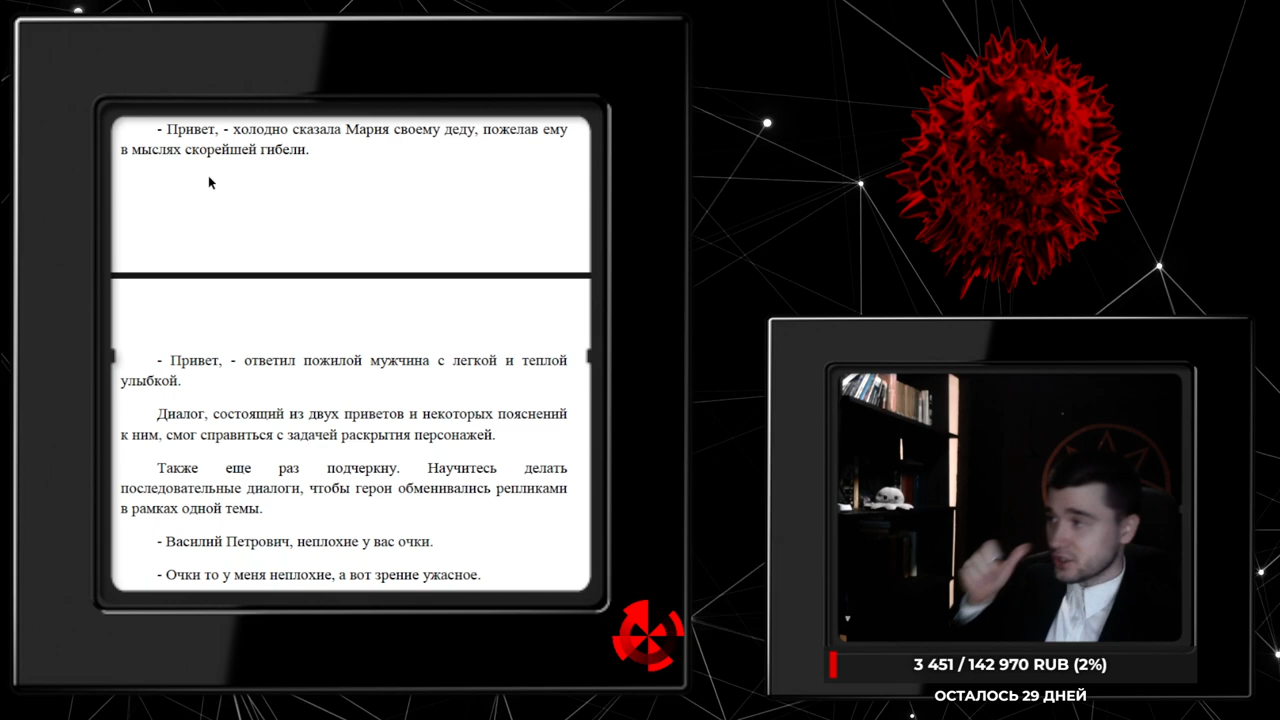 - Привет, - холодно сказала Мария своему деду, пожелав ему
в мыслях скорейшей гибели.
- Привет, - ответил пожилой мужчина с легкой и теплой
улыбкой.
Диалог, состоящий из двух приветов и некоторых пояснений
к ним, смог справиться с задачей раскрытия персонажей.
Также еще раз подчеркну. Научитесь делать
последовательные диалоги, чтобы герои обменивались репликами
в рамках одной темы.
- Василий Петрович, неплохие у вас очки.
- Очки то у меня неплохие, а вот зрение ужасное.
3 451 / 142 970 RUB (2%)
ОСТАЛОСЬ 29 ДНЕЙ